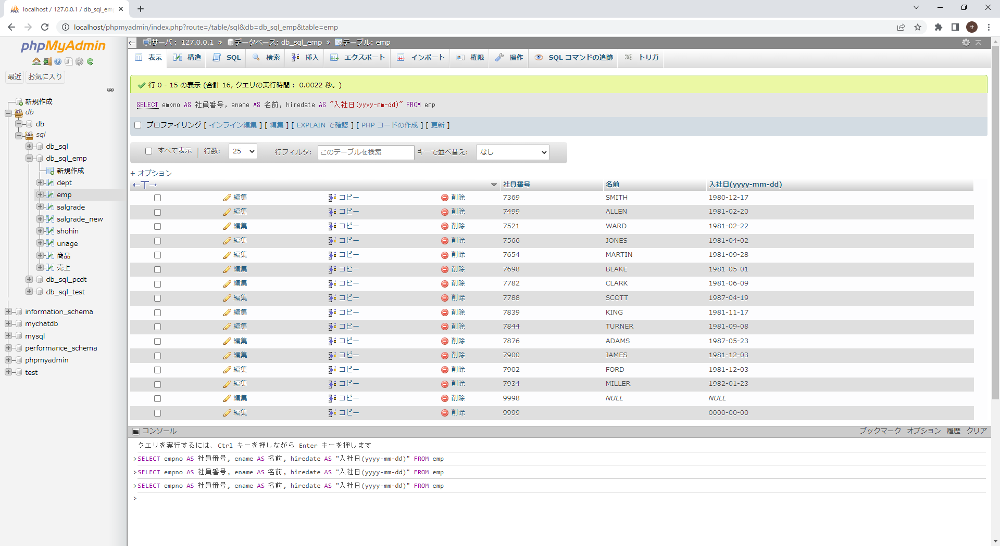 localhost / 127.0.0.1 / db_sql_em
localhost/phpmyadmin/index.php?route=/table/sql&db=db_sql_emp&table=emp
サ
phpMyAdmin
最近 お気に入り
新規作成
db
db
sql
db_sql
db_sql_emp
新規作成
dept
emp
salgrade
salgrade_new
shohin
uriage
商品
売上
db_sql_pcdt
db_sql_test
information_schema
mychatdb
mysql
performance_schema
phpmyadmin
test
サーバ: 127.0.0.1 » データベース: db_sql_emp » テーブル: emp
表示 構造 SQL 検索 挿入 エクスポート インポート 権限 操作 SQL コマンドの追跡 トリガ
行 0 - 15 の表示 (合計 16, クエリの実行時間: 0.0022 秒。)
SELECT empno AS 社員番号, ename AS 名前, hiredate AS "入社日(yyyy-mm-dd)" FROM emp
プロファイリング [ インライン編集 ] [ 編集 ] [ EXPLAIN で確認 ] [ PHP コードの作成 ] [ 更新 ]
すべて表示 行数: 25 行フィルタ: このテーブルを検索 キーで並べ替え: なし
+ オプション
←T→ 社員番号 名前 入社日(yyyy-mm-dd)
編集 コピー 削除 7369 SMITH 1980-12-17
編集 コピー 削除 7499 ALLEN 1981-02-20
編集 コピー 削除 7521 WARD 1981-02-22
編集 コピー 削除 7566 JONES 1981-04-02
編集 コピー 削除 7654 MARTIN 1981-09-28
編集 コピー 削除 7698 BLAKE 1981-05-01
編集 コピー 削除 7782 CLARK 1981-06-09
編集 コピー 削除 7788 SCOTT 1987-04-19
編集 コピー 削除 7839 KING 1981-11-17
編集 コピー 削除 7844 TURNER 1981-09-08
編集 コピー 削除 7876 ADAMS 1987-05-23
編集 コピー 削除 7900 JAMES 1981-12-03
編集 コピー 削除 7902 FORD 1981-12-03
編集 コピー 削除 7934 MILLER 1982-01-23
編集 コピー 削除 9998 NULL NULL
編集 コピー 削除 9999 0000-00-00
コンソール ブックマーク オプション 履歴 クリア
クエリを実行するには、Ctrl キーを押しながら Enter キーを押します
>SELECT empno AS 社員番号, ename AS 名前, hiredate AS "入社日(yyyy-mm-dd)" FROM emp
>SELECT empno AS 社員番号, ename AS 名前, hiredate AS "入社日(yyyy-mm-dd)" FROM emp
>SELECT empno AS 社員番号, ename AS 名前, hiredate AS "入社日(yyyy-mm-dd)" FROM emp
>